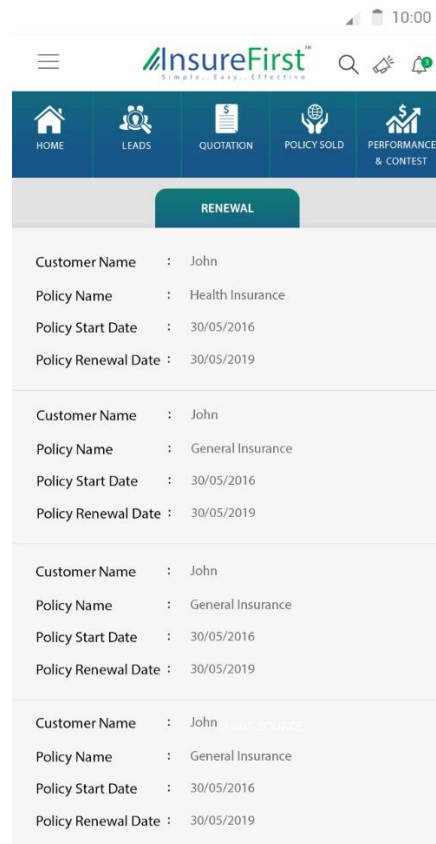 10:00
InsureFirst™
Simple..Easy..Effective
3
$
$
HOME
LEADS
QUOTATION
POLICY SOLD
PERFORMANCE
& CONTEST
RENEWAL
Customer Name : John
Policy Name : Health Insurance
Policy Start Date : 30/05/2016
Policy Renewal Date : 30/05/2019
Customer Name : John
Policy Name : General Insurance
Policy Start Date : 30/05/2016
Policy Renewal Date : 30/05/2019
Customer Name : John
Policy Name : General Insurance
Policy Start Date : 30/05/2016
Policy Renewal Date : 30/05/2019
Customer Name : John
Policy Name : General Insurance
Policy Start Date : 30/05/2016
Policy Renewal Date : 30/05/2019